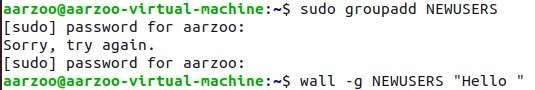 aarzoo@aarzoo-virtual-machine:~$ sudo groupadd NEWUSERS
[sudo] password for aarzoo:
Sorry, try again.
[sudo] password for aarzoo:
aarzoo@aarzoo-virtual-machine:~$ wall -g NEWUSERS "Hello "